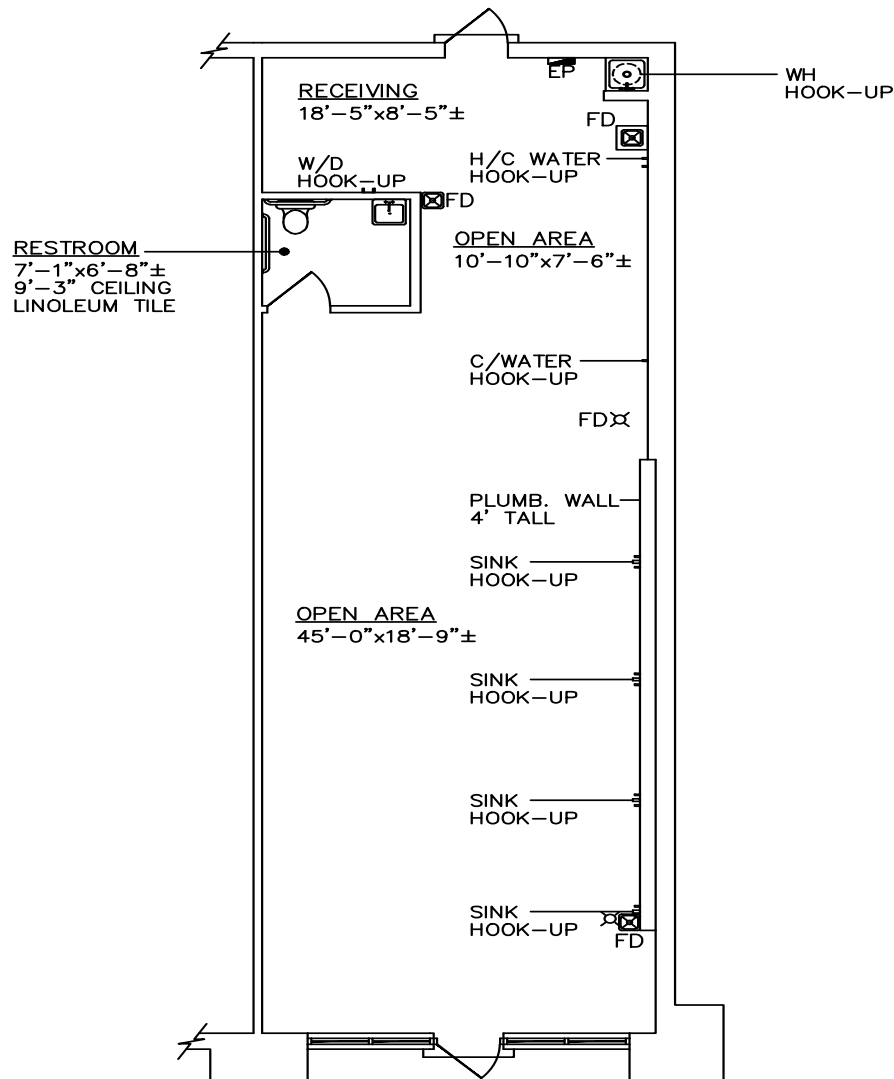 EP
WH
HOOK–UP
RECEIVING
18'–5"x8'–5"±
FD
W/D
HOOK–UP
H/C WATER
HOOK–UP
FD
RESTROOM
7'–1"x6'–8"±
9'–3" CEILING
LINOLEUM TILE
OPEN AREA
10'–10"x7'–6"±
C/WATER
HOOK–UP
FD
PLUMB. WALL
4' TALL
SINK
HOOK–UP
OPEN AREA
45'–0"x18'–9"±
SINK
HOOK–UP
SINK
HOOK–UP
SINK
HOOK–UP
FD